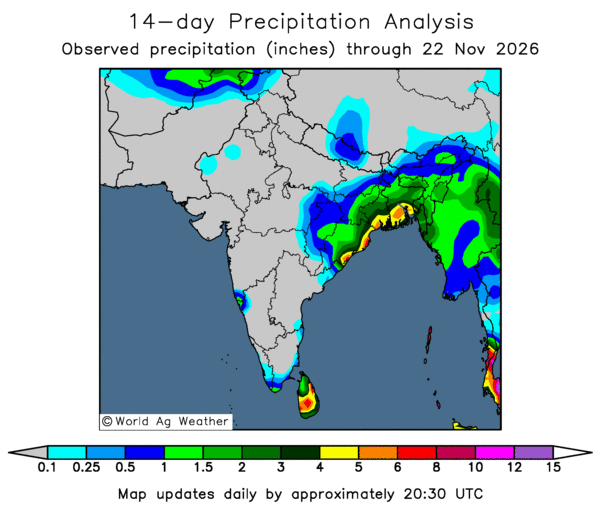 14-day Precipitation Analysis
Observed precipitation (inches) through 22 Nov 2026
©World Ag Weather
0.1 0.25 0.5 1 1.5 2 3 4 5 6 8 10 12 15
Map updates daily by approximately 20:30 UTC